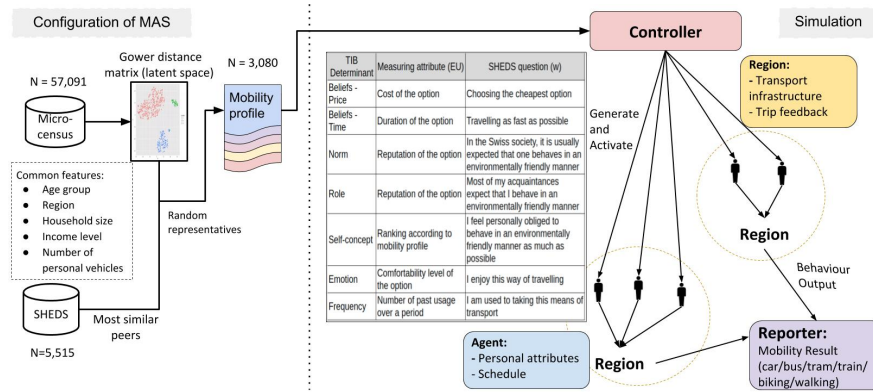 Configuration of MAS
Gower distance
matrix (latent space)
N = 3,080
N = 57,091
Micro-
census
Mobility
profile
Common features:
● Age group
● Region
● Household size
● Income level
● Number of
personal vehicles
Random
representatives
SHEDS
Most similar
peers
N=5,515
Simulation
Controller
TIB
Determinant
Measuring attribute (EU)
SHEDS question (w)
Beliefs -
Price
Cost of the option
Choosing the cheapest option
Beliefs -
Time
Duration of the option
Travelling as fast as possible
Norm
Reputation of the option
In the Swiss society, it is usually
expected that one behaves in an
environmentally friendly manner
Role
Reputation of the option
Most of my acquaintances
expect that I behave in an
environmentally friendly manner
Self-concept
Ranking according to
mobility profile
I feel personally obliged to
behave in an environmentally
friendly manner as much as
possible
Emotion
Comfortability level of
the option
I enjoy this way of travelling
Frequency
Number of past usage
over a period
I am used to taking this means of
transport
Generate
and
Activate
Region:
- Transport
infrastructure
- Trip feedback
Region
Behaviour
Output
Agent:
- Personal attributes
- Schedule
Region
Reporter:
Mobility Result
(car/bus/tram/train/
biking/walking)